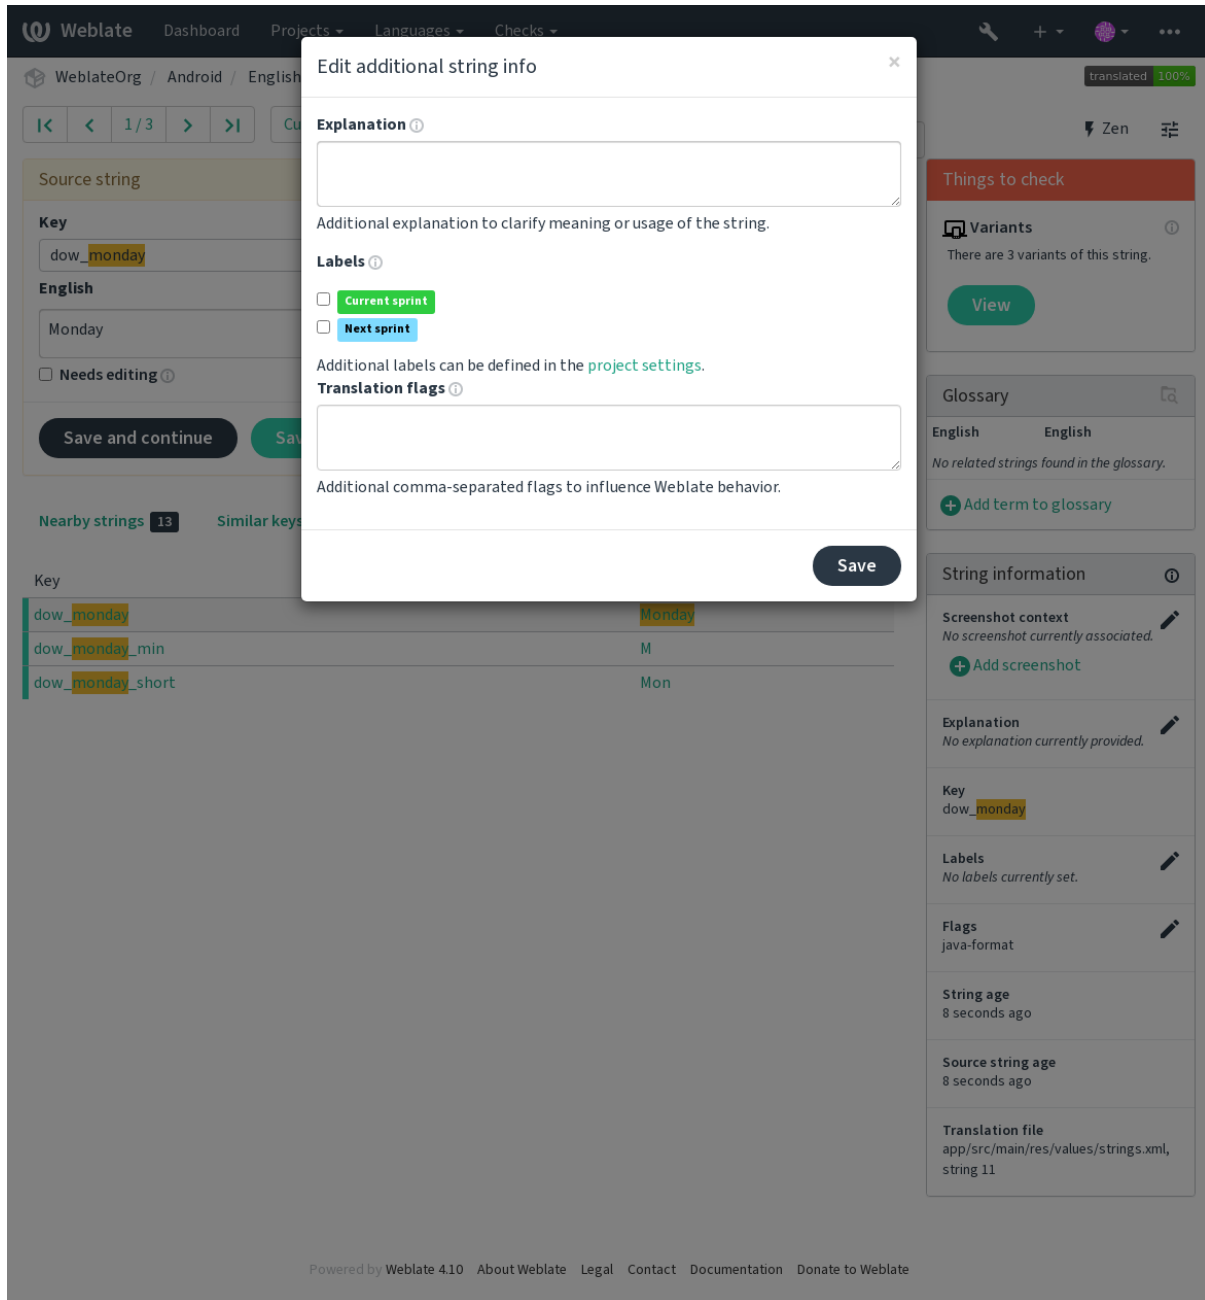 Weblate Dashboard Projects Languages Checks
Edit additional string info ×
WeblateOrg / Android / English
translated 100%
1 / 3 Cu
Zen
Explanation
Additional explanation to clarify meaning or usage of the string.
Labels
Current sprint
Next sprint
Additional labels can be defined in the project settings.
Translation flags
Additional comma-separated flags to influence Weblate behavior.
Save
Source string
Key
dow_monday
English
Monday
Needs editing
Save and continue Sav
Nearby strings 13 Similar keys
Key
dow_monday Monday
dow_monday_min M
dow_monday_short Mon
Things to check
Variants
There are 3 variants of this string.
View
Glossary
English English
No related strings found in the glossary.
Add term to glossary
String information
Screenshot context
No screenshot currently associated.
Add screenshot
Explanation
No explanation currently provided.
Key
dow_monday
Labels
No labels currently set.
Flags
java-format
String age
8 seconds ago
Source string age
8 seconds ago
Translation file
app/src/main/res/values/strings.xml,
string 11
Powered by Weblate 4.10 About Weblate Legal Contact Documentation Donate to Weblate